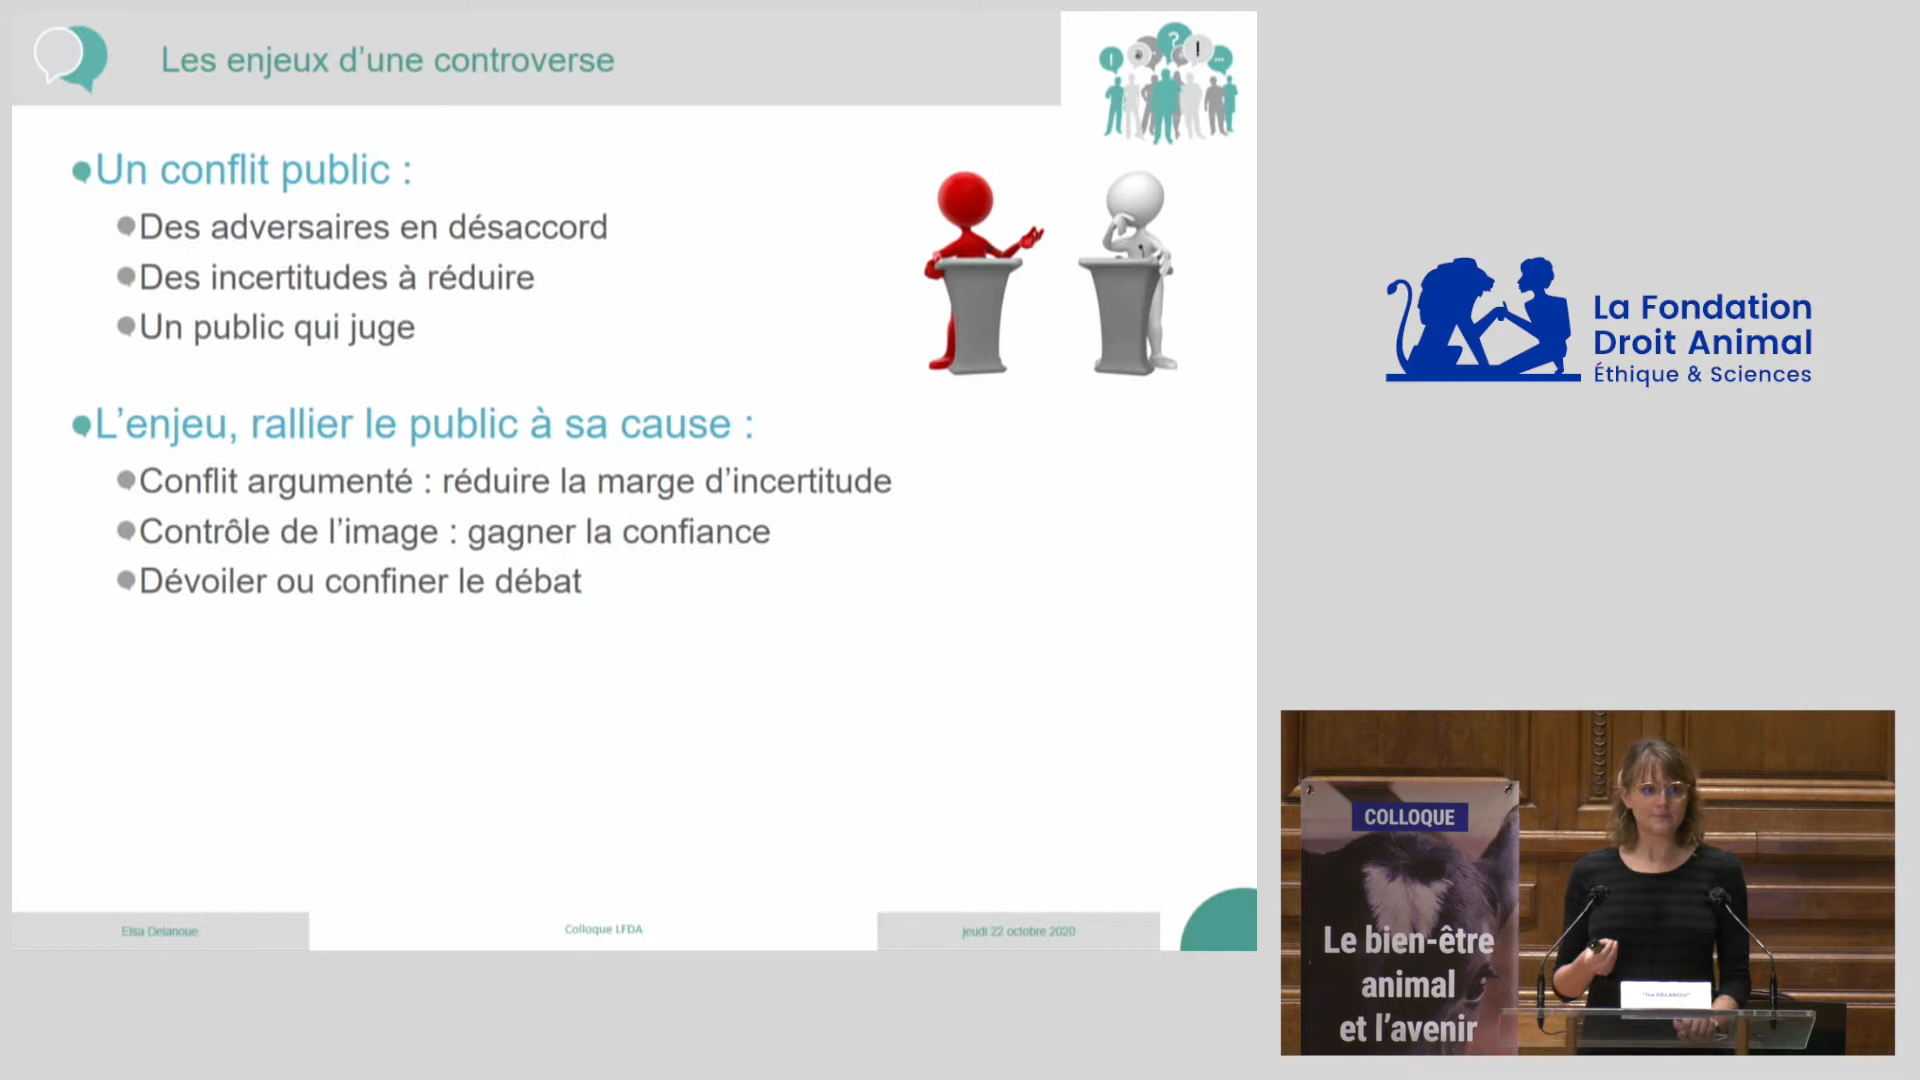 Les enjeux d’une controverse
Un conflit public :
Des adversaires en désaccord
Des incertitudes à réduire
Un public qui juge
L’enjeu, rallier le public à sa cause :
Conflit argumenté : réduire la marge d’incertitude
Contrôle de l’image : gagner la confiance
Dévoiler ou confiner le débat
Elsa Delanoue
Colloque LFDA
jeudi 22 octobre 2020
La Fondation
Droit Animal
Éthique & Sciences
COLLOQUE
Le bien-être
animal
et l’avenir